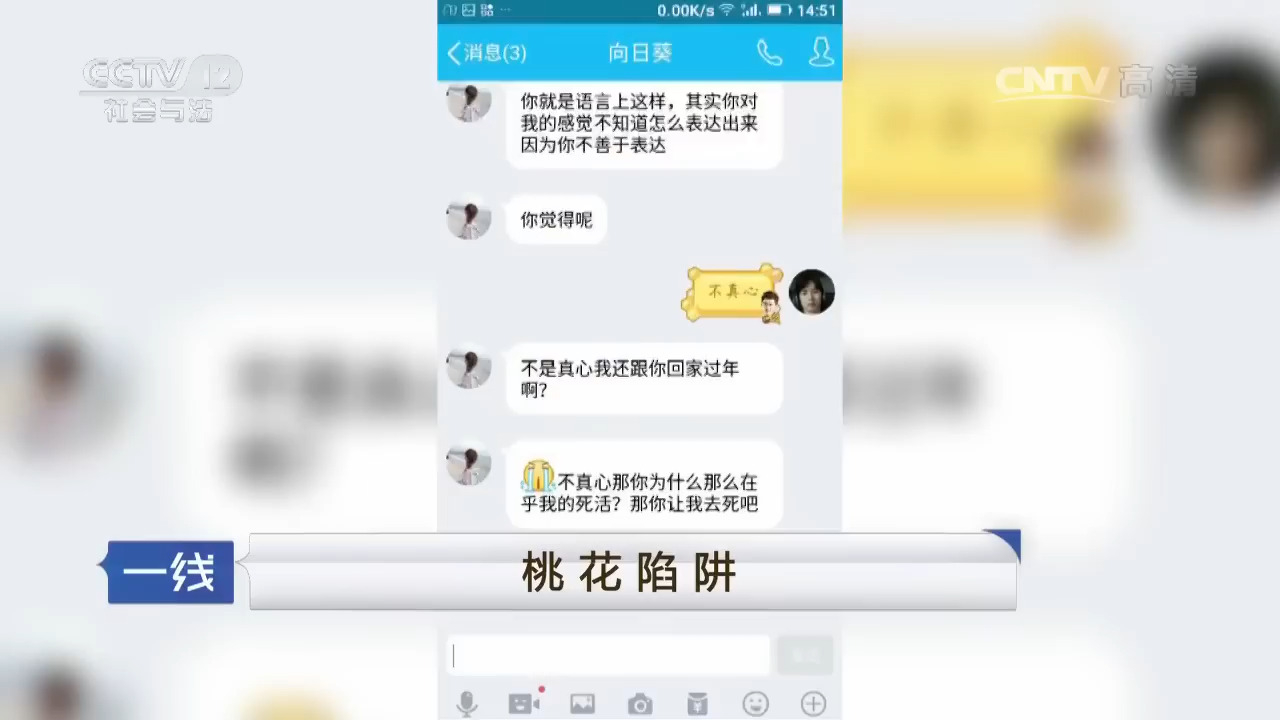 0.00K/s
14:51
CCTV 12
社会与法
CNTV 高清
消息(3)
向日葵
你就是语言上这样，其实你对
我的感觉不知道怎么表达出来
因为你不善于表达
你觉得呢
不真心
不是真心我还跟你回家过年
啊？
不真心那你为什么那么在
乎我的死活？那你让我去死吧
一线
桃花陷阱